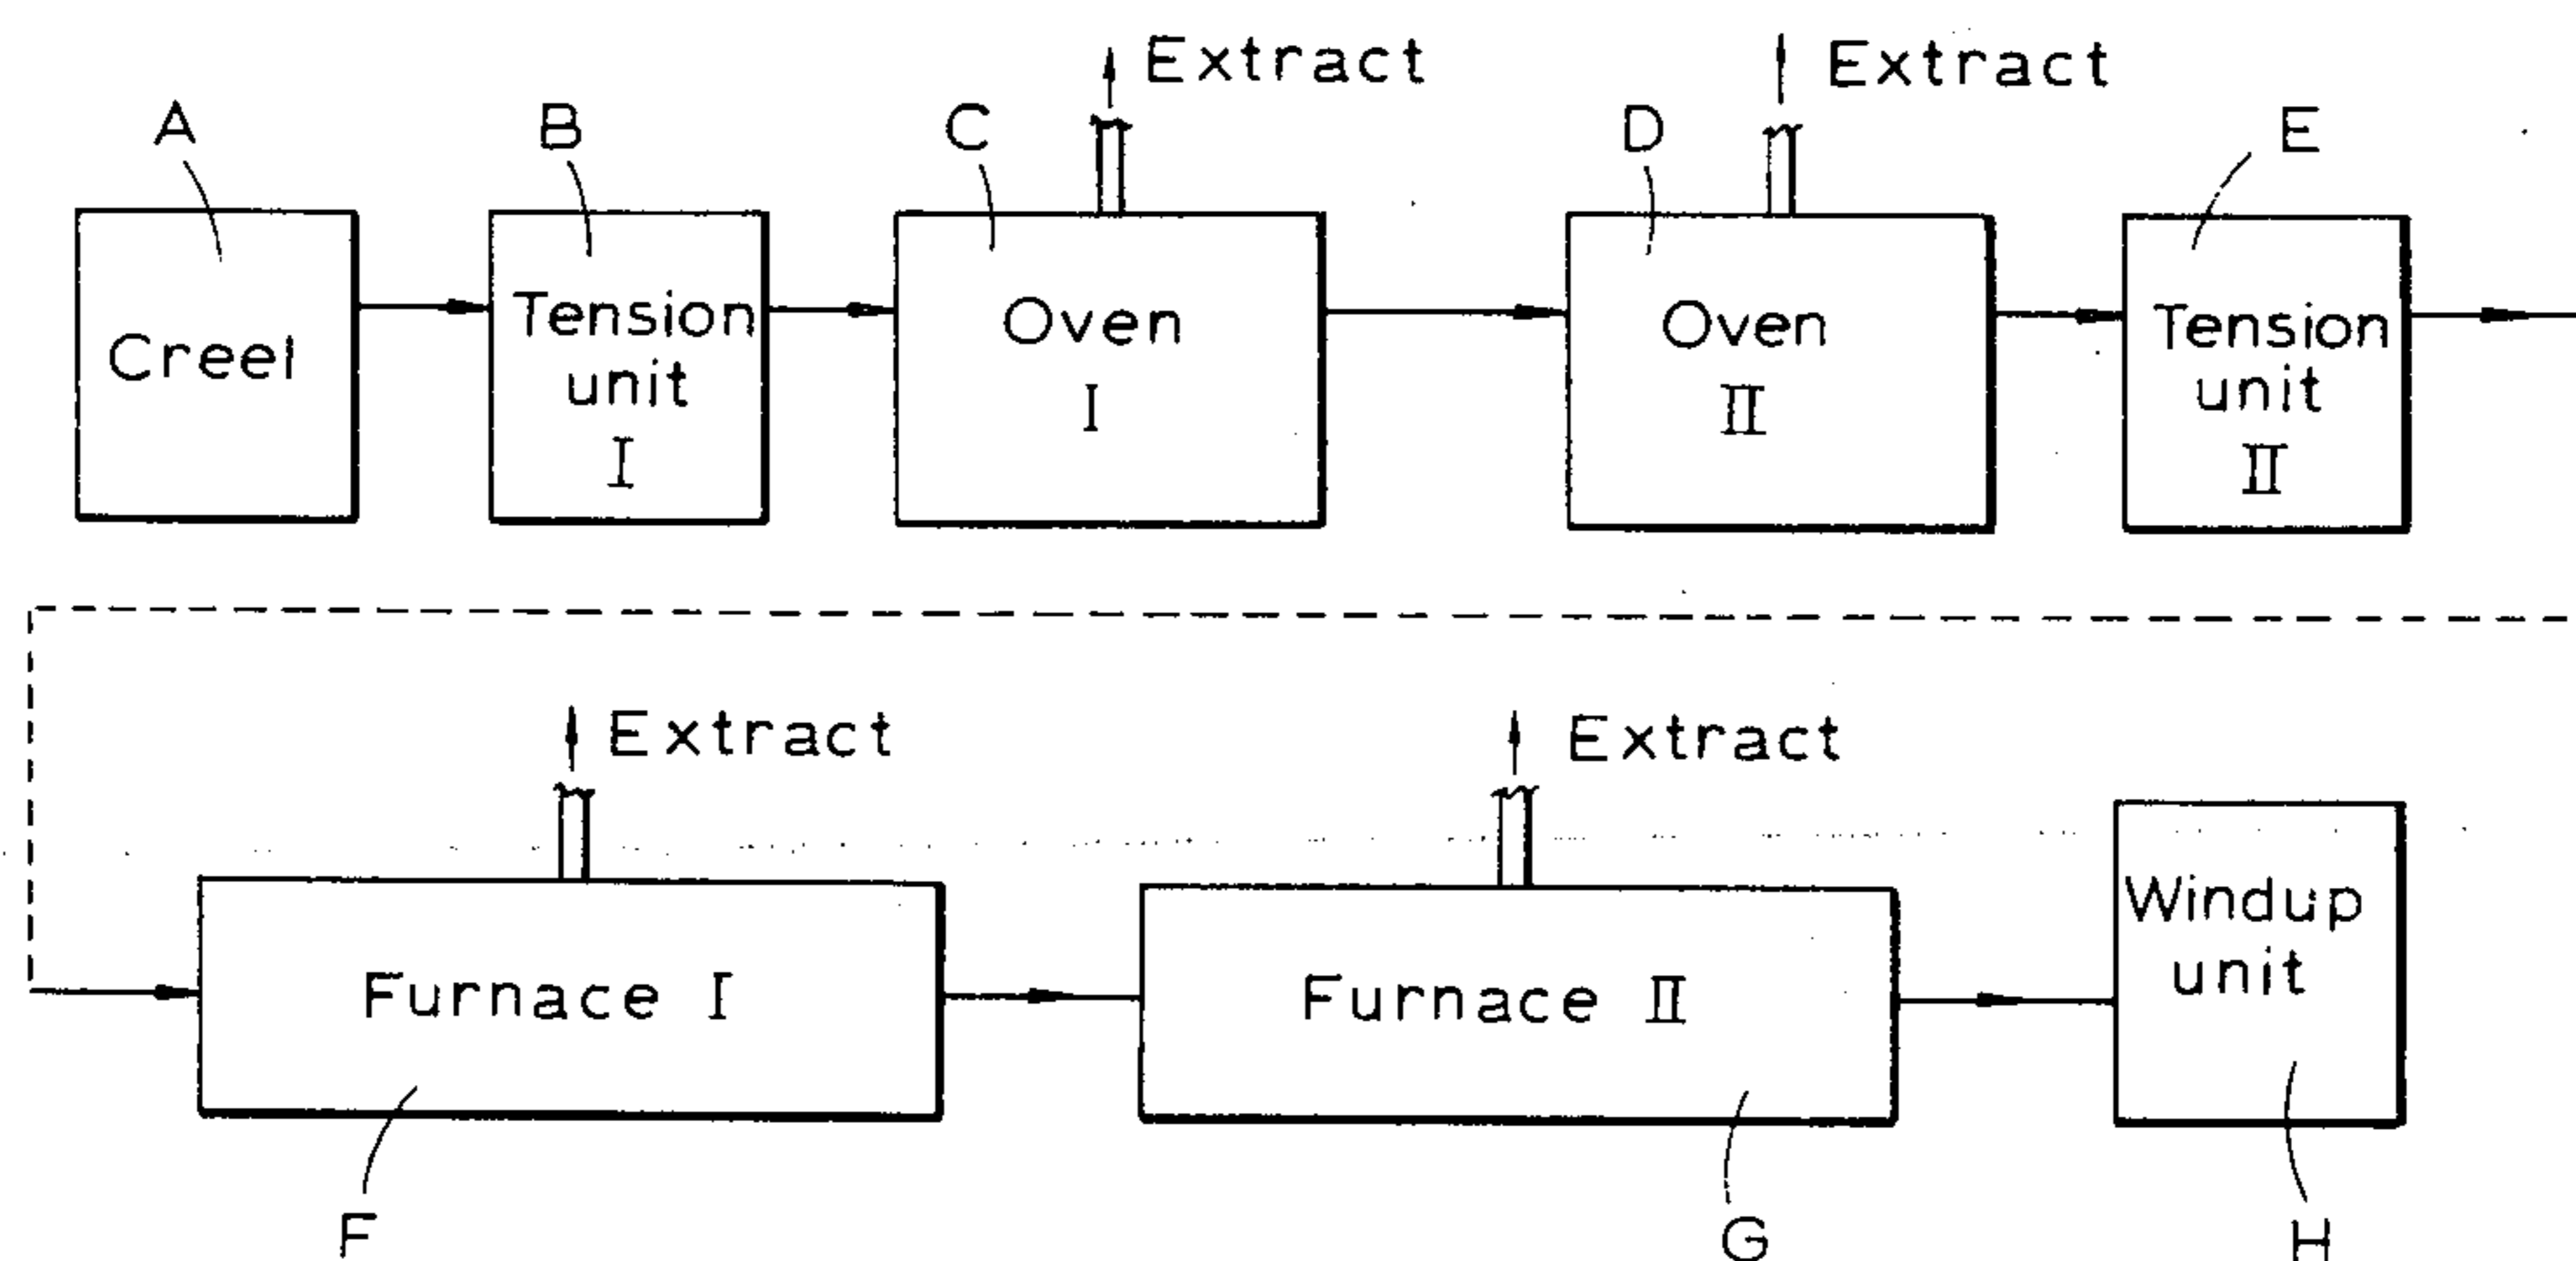 Extract
Extract
A
B
C
D
E
Creel
Tension
unit
I
Oven
I
Oven
II
Tension
unit
II
Extract
Extract
Furnace I
Furnace II
Windup
unit
F
G
H